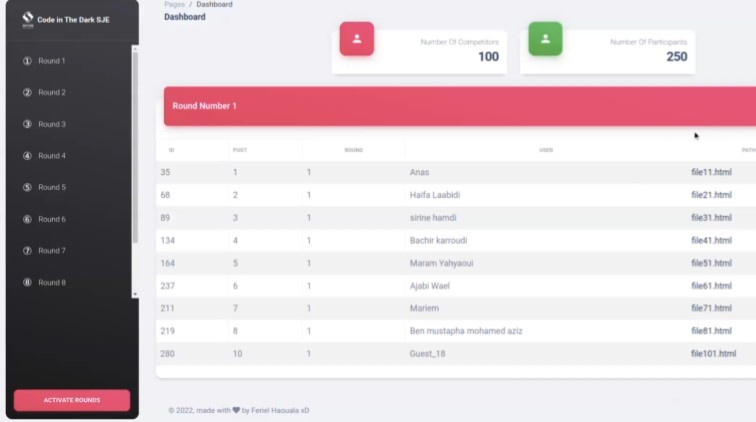 Code in The Dark SJE
1 Round 1
2 Round 2
3 Round 3
4 Round 4
5 Round 5
6 Round 6
7 Round 7
8 Round 8
ACTIVATE ROUNDS
Pages / Dashboard
Dashboard
Number Of Competitors
100
Number Of Participants
250
Round Number 1
ID POST ROUND USER PATH
35 1 1 Anas file11.html
68 2 1 Haifa Laabidi file21.html
89 3 1 sirine hamdi file31.html
134 4 1 Bachir karroudi file41.html
164 5 1 Maram Yahyaoui file51.html
237 6 1 Ajabi Wael file61.html
211 7 1 Mariem file71.html
219 8 1 Ben mustapha mohamed aziz file81.html
280 10 1 Guest_18 file101.html
© 2022, made with ♥ by Feriel Haouala xD